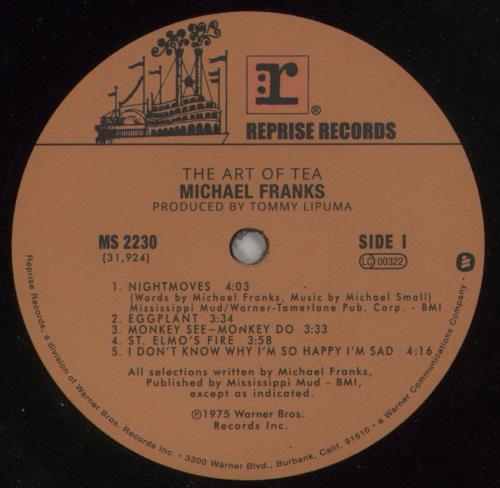 r
®
REPRISE RECORDS
THE ART OF TEA
MICHAEL FRANKS
PRODUCED BY TOMMY LIPUMA
MS 2230
(31,924)
SIDE I
LC 00322
1. NIGHTMOVES 4:03
(Words by Michael Franks, Music by Michael Small)
Mississippi Mud/Warner-Tamerlane Pub. Corp. - BMI
2. EGGPLANT 3:34
3. MONKEY SEE~MONKEY DO 3:33
4. ST. ELMO'S FIRE 3:58
5. I DON'T KNOW WHY I'M SO HAPPY I'M SAD 4:16
All selections written by Michael Franks,
Published by Mississippi Mud - BMI,
except as indicated.
℗1975 Warner Bros.
Records Inc.
Reprise Records, a division of Warner Bros. Records Inc. • 3300 Warner Blvd., Burbank, Calif. 91510 • a Warner Communications Company •